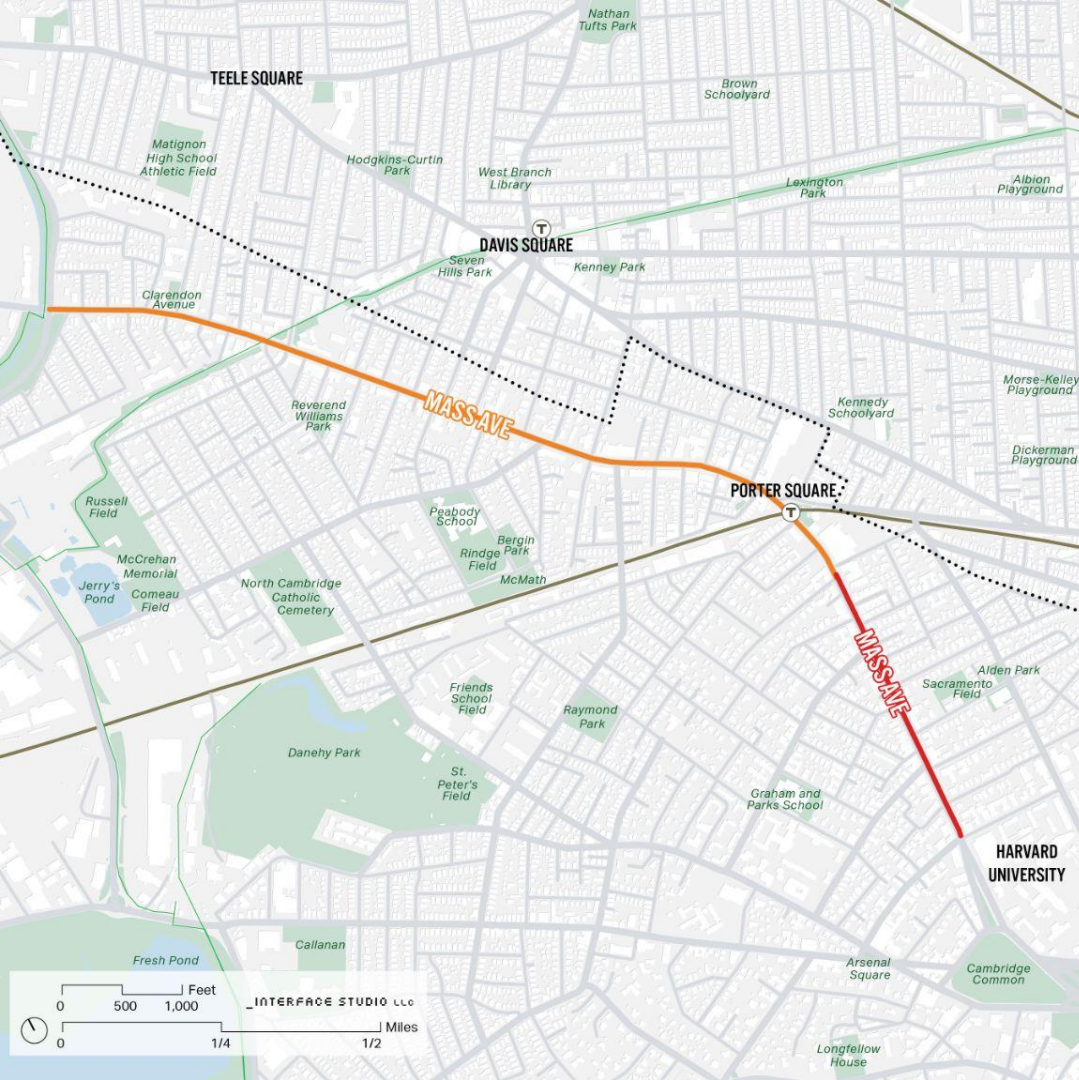 Nathan
Tufts Park
TEELE SQUARE
Brown
Schoolyard
Matignon
High School
Athletic Field
Hodgkins-Curtin
Park
West Branch
Library
Lexington
Park
Albion
Playground
T
DAVIS SQUARE
Seven
Hills Park
Kenney Park
Clarendon
Avenue
MASS AVE
Reverend
Williams
Park
Morse-Kelley
Playground
Kennedy
Schoolyard
Dickerman
Playground
PORTER SQUARE
T
Russell
Field
Peabody
School
Bergin
Park
Rindge
Field
McMath
McCrehan
Memorial
Jerry's
Pond
Comeau
Field
North Cambridge
Catholic
Cemetery
MASS AVE
Alden Park
Sacramento
Field
Friends
School
Field
Raymond
Park
Danehy Park
St.
Peter's
Field
Graham and
Parks School
HARVARD
UNIVERSITY
Callanan
Fresh Pond
Arsenal
Square
Cambridge
Common
Longfellow
House
Feet
0 500 1,000
_INTERFACE STUDIO LLC
Miles
0 1/4 1/2